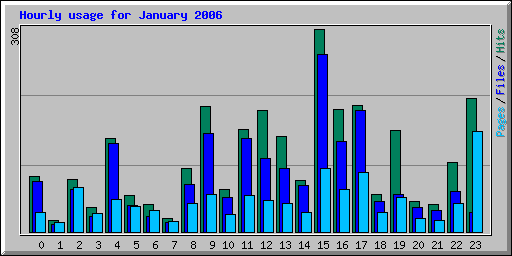 Hourly usage for January 2006
308
Pages / Files / Hits
0 1 2 3 4 5 6 7 8 9 10 11 12 13 14 15 16 17 18 19 20 21 22 23